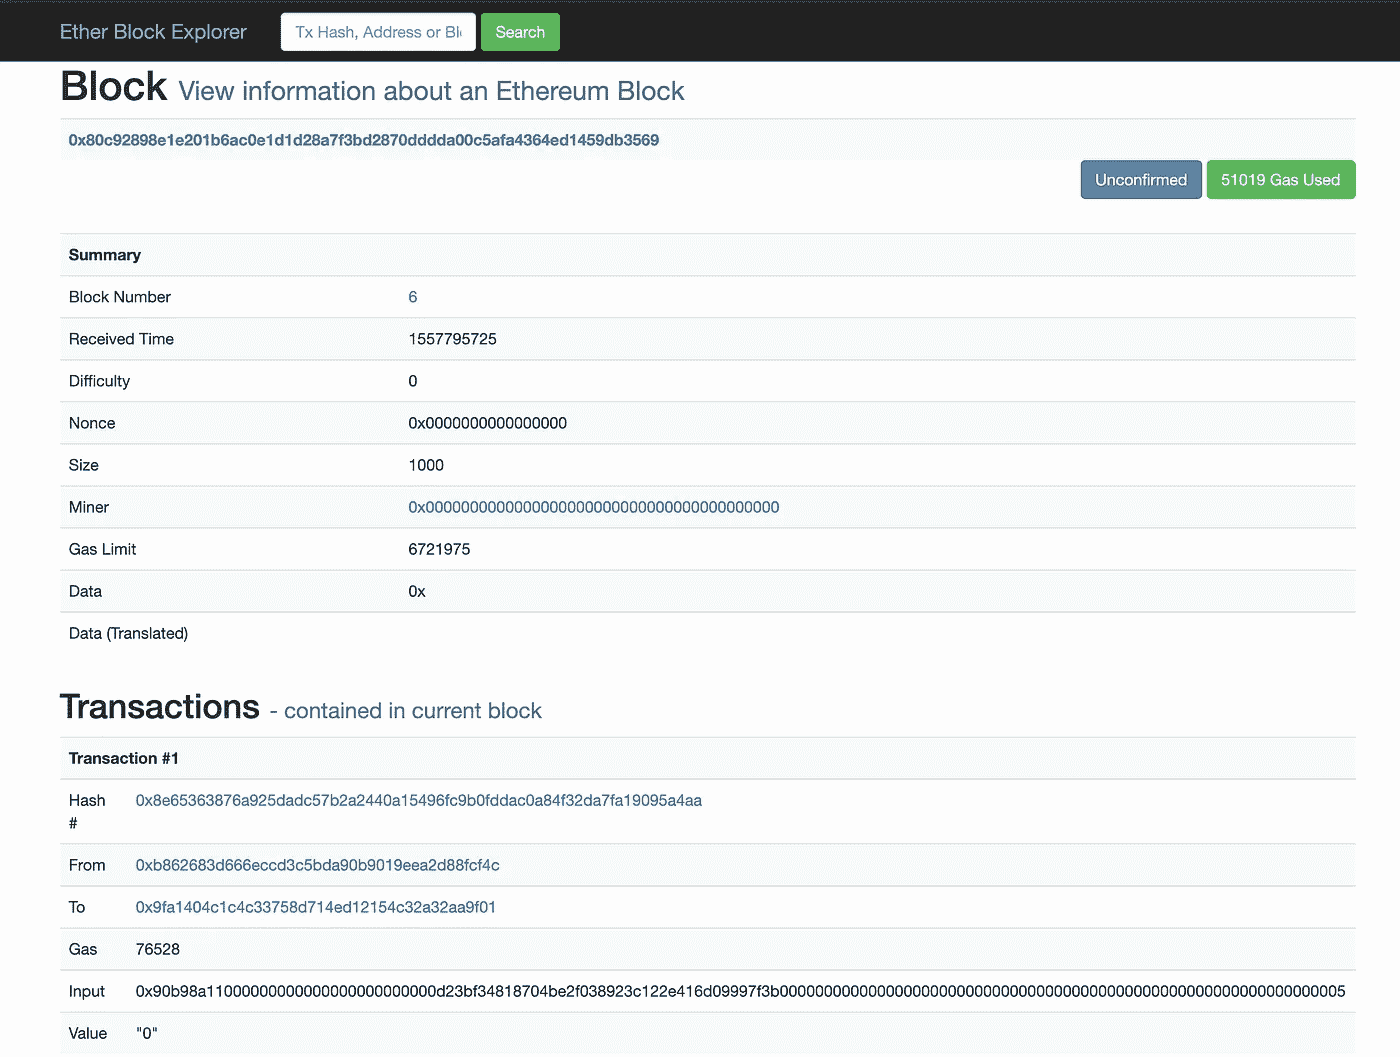 Ether Block Explorer
Tx Hash, Address or Bl
Search
Block View information about an Ethereum Block
0x80c92898e1e201b6ac0e1d1d28a7f3bd2870dddda00c5afa4364ed1459db3569
Unconfirmed
51019 Gas Used
Summary
Block Number 6
Received Time 1557795725
Difficulty 0
Nonce 0x0000000000000000
Size 1000
Miner 0x0000000000000000000000000000000000000000
Gas Limit 6721975
Data 0x
Data (Translated)
Transactions - contained in current block
Transaction #1
Hash # 0x8e65363876a925dadc57b2a2440a15496fc9b0fddac0a84f32da7fa19095a4aa
From 0xb862683d666eccd3c5bda90b9019eea2d88fcf4c
To 0x9fa1404c1c4c33758d714ed12154c32a32aa9f01
Gas 76528
Input 0x90b98a11000000000000000000000000d23bf34818704be2f038923c122e416d09997f3b0000000000000000000000000000000000000000000000000000000000000005
Value "0"